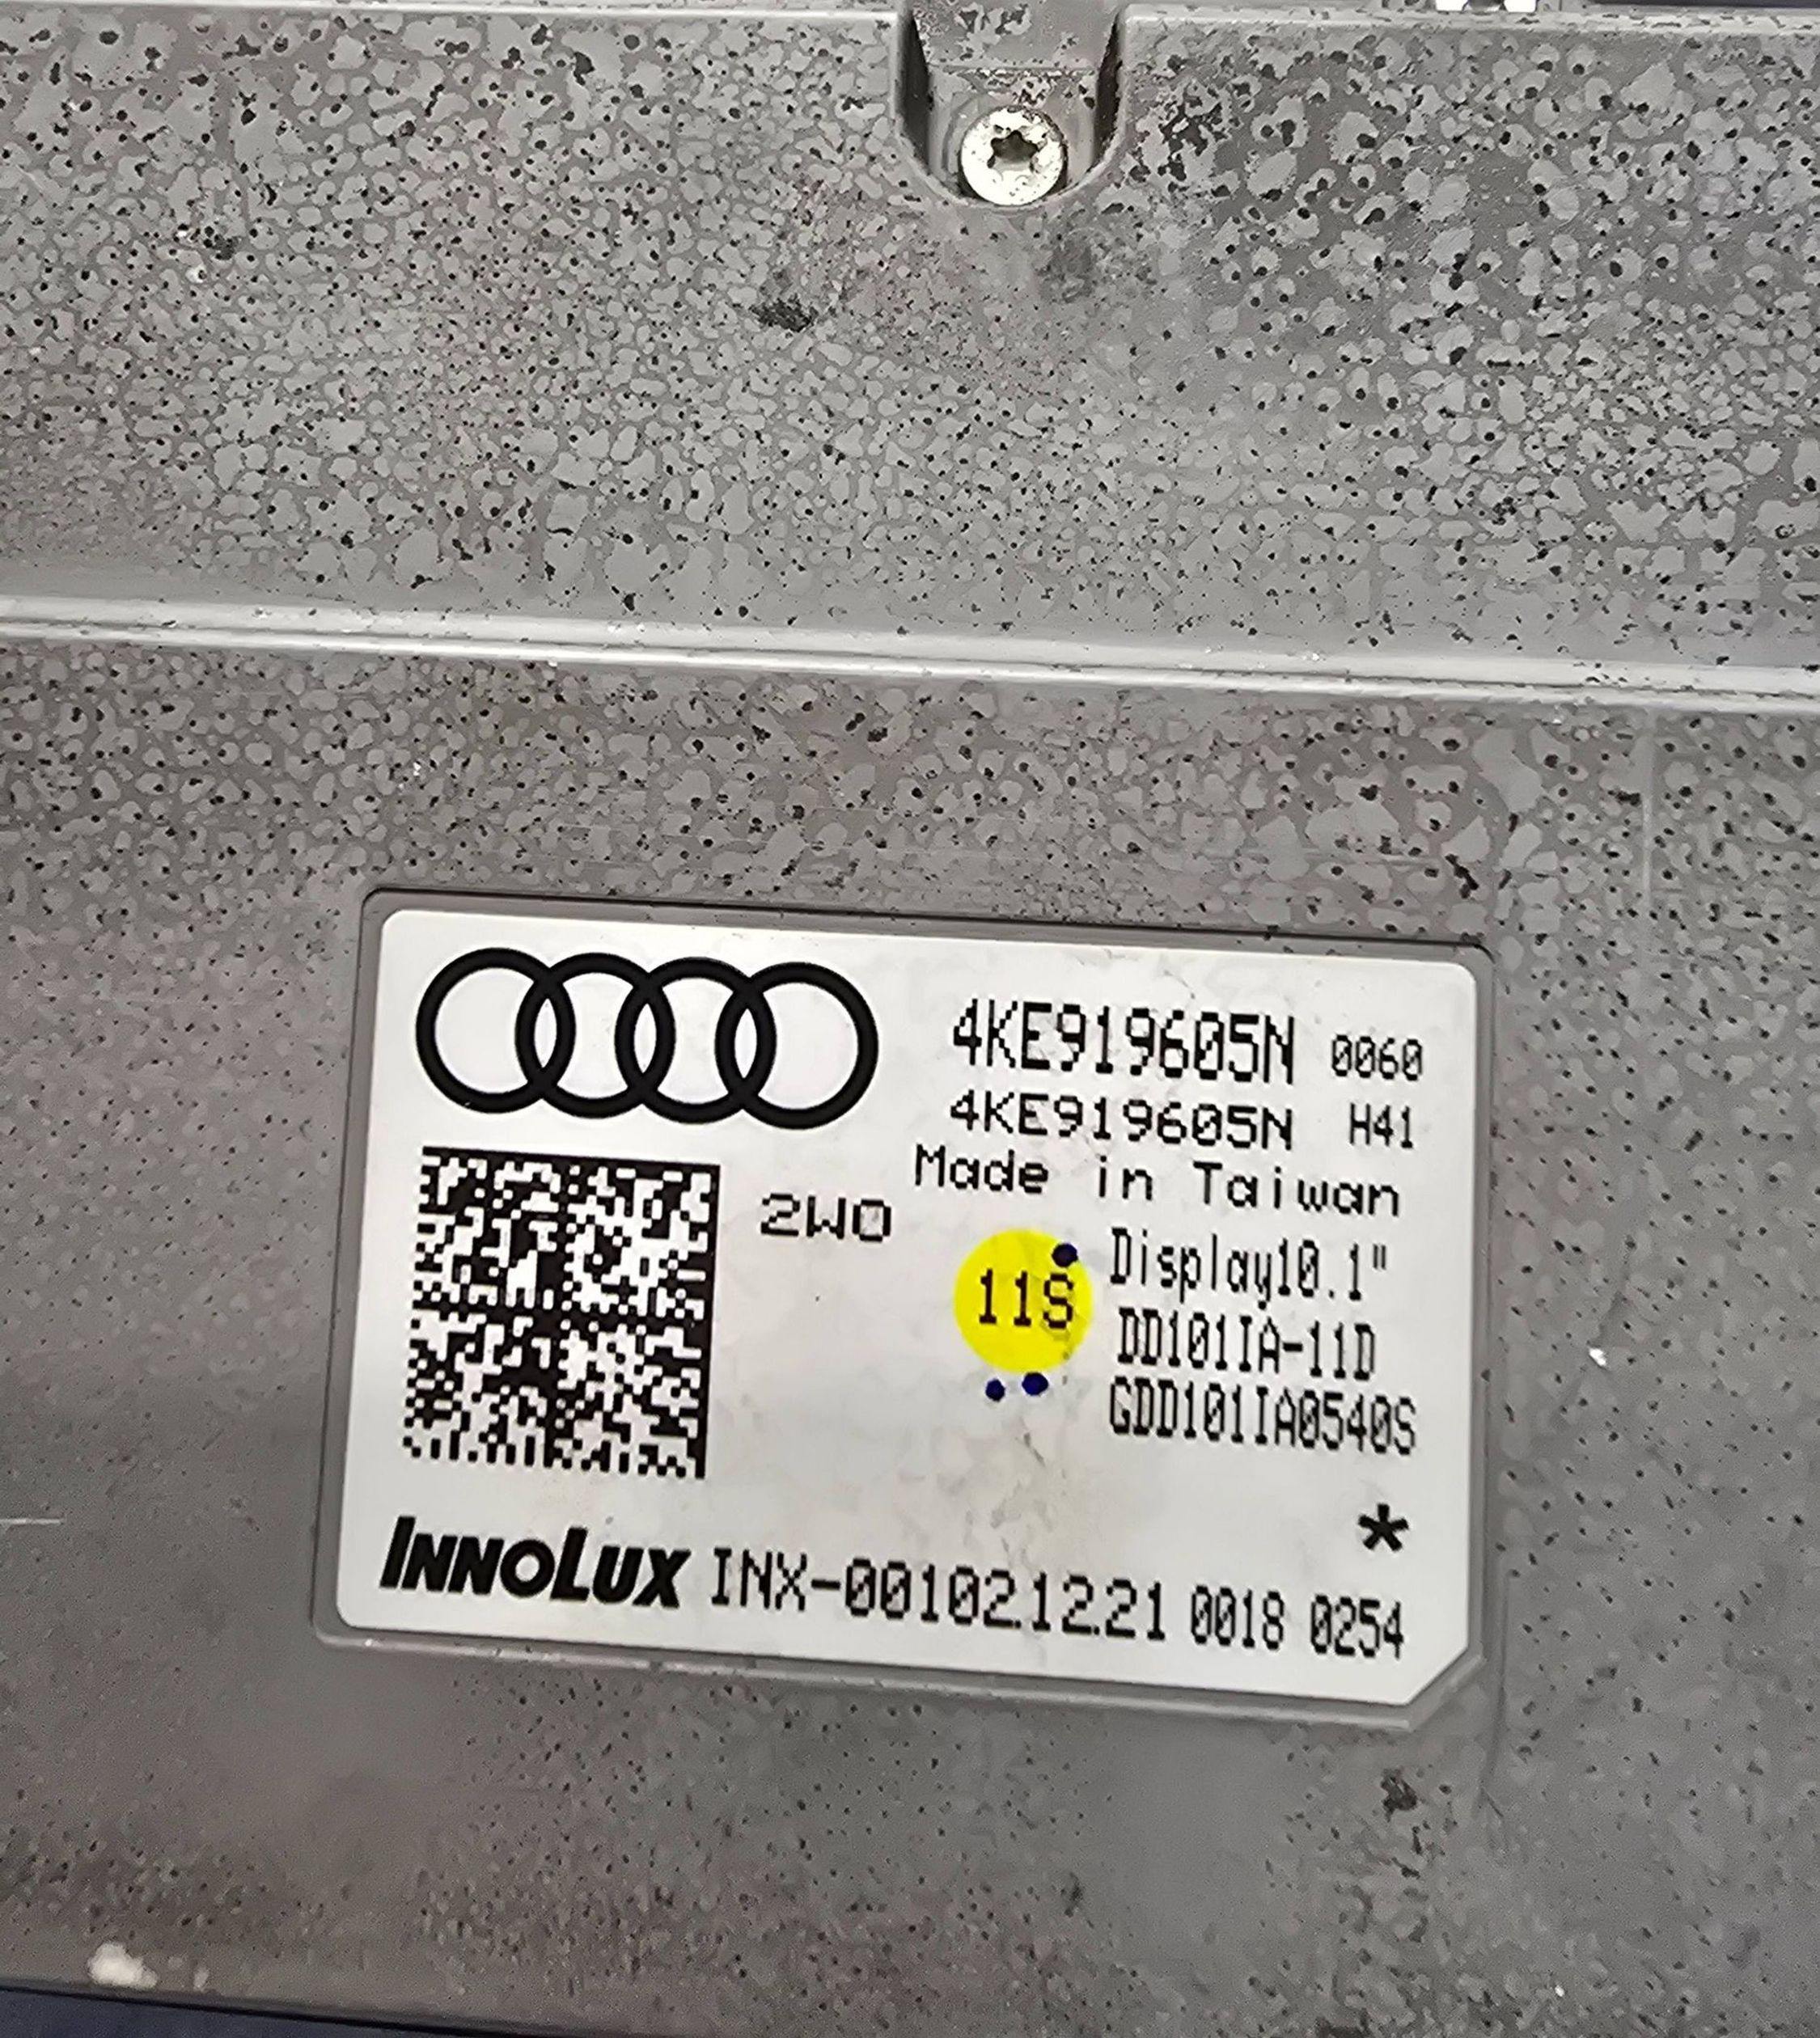 4KE919605N 0060
4KE919605N H41
Made in Taiwan
2WO
11S
Display10.1"
DD101IA-11D
GDD101IA0540S
*
INNOLUX INX-00102.12.21 0018 0254